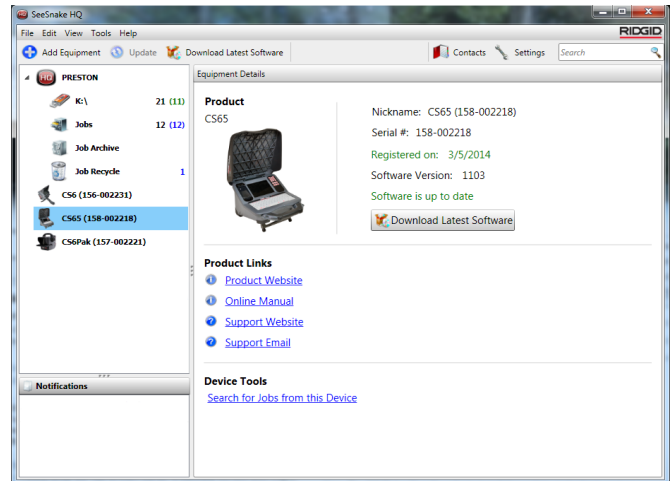 SeeSnake HQ
File Edit View Tools Help
RIDGID
Add Equipment Update Download Latest Software Contacts Settings Search
HQ PRESTON
K:\ 21 (11)
Jobs 12 (12)
Job Archive
Job Recycle 1
CS6 (156-002231)
CS65 (158-002218)
CS6Pak (157-002221)
Notifications
Equipment Details
Product
CS65
Nickname: CS65 (158-002218)
Serial #: 158-002218
Registered on: 3/5/2014
Software Version: 1103
Software is up to date
Download Latest Software
Product Links
Product Website
Online Manual
Support Website
Support Email
Device Tools
Search for Jobs from this Device